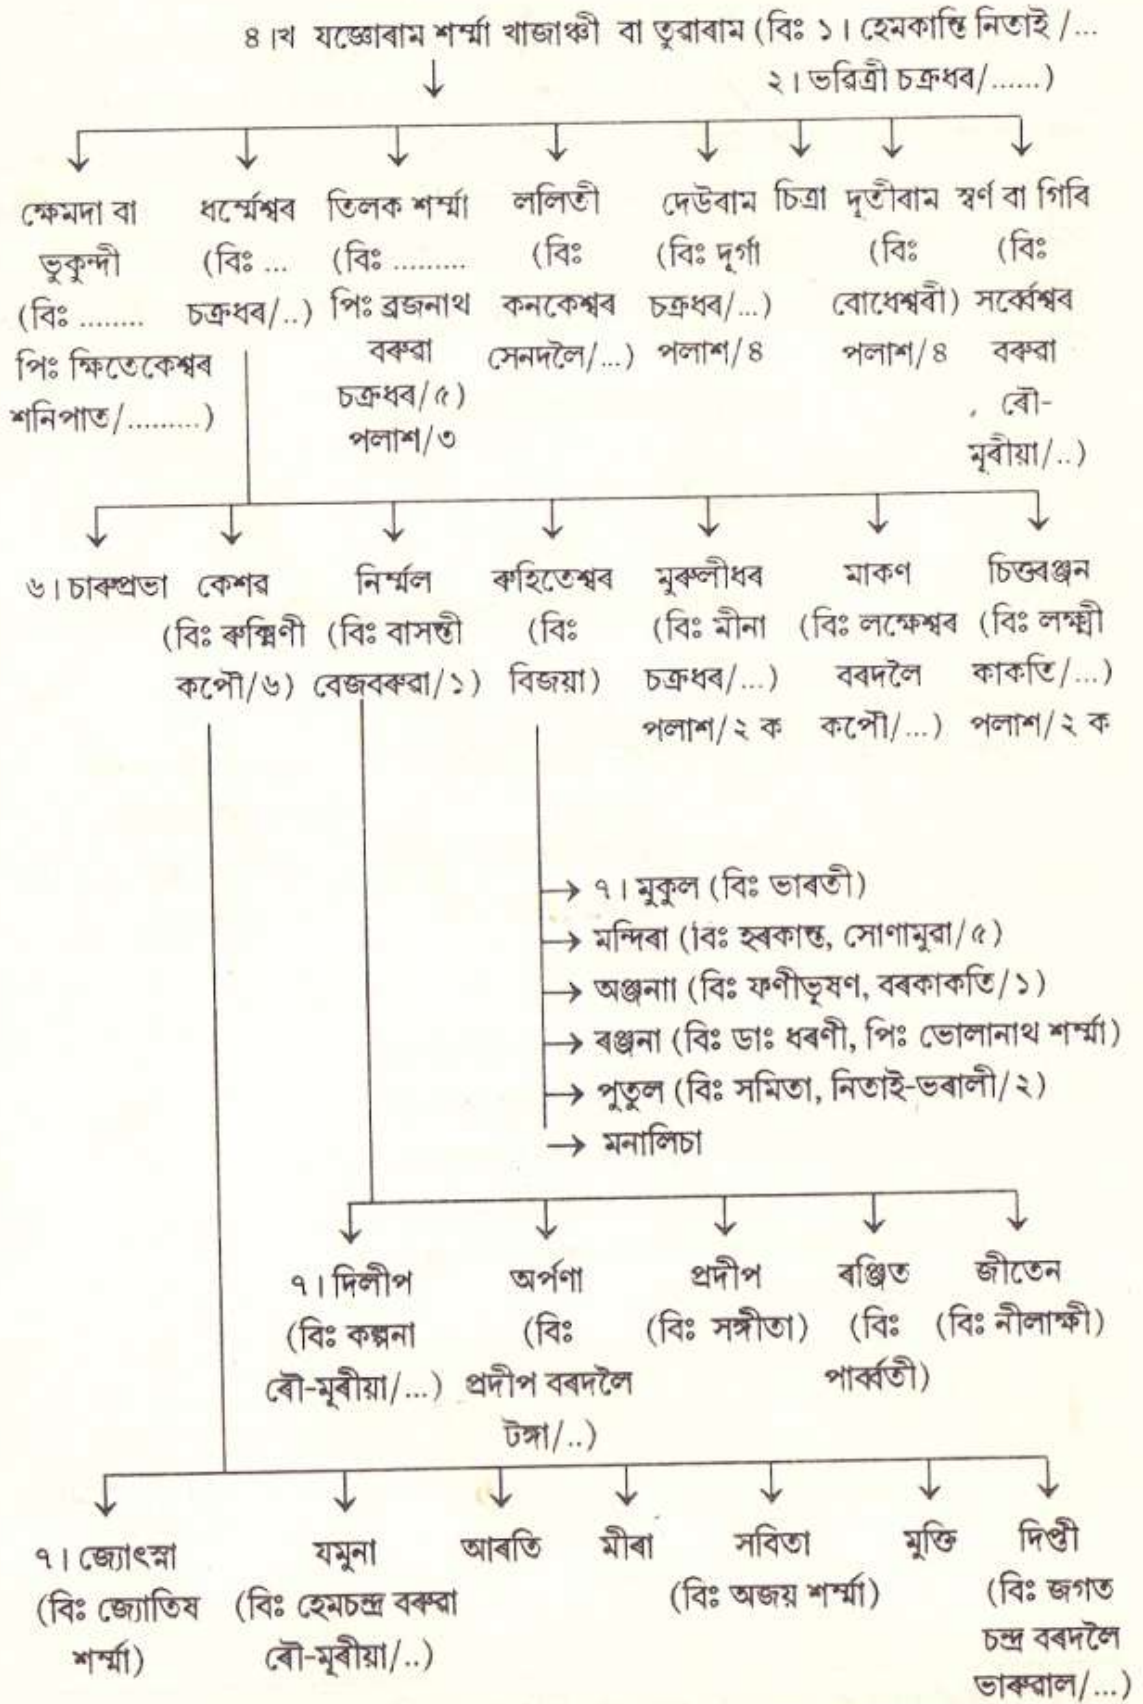 ৪।খ যজ্ঞোৰাম শৰ্ম্মা খাজাঞ্চী বা তুৱাৰাম (বিঃ ১। হেমকান্তি নিতাই /...
২। ভৱিত্ৰী চক্ৰধৰ/......)
ক্ষেমদা বা ধৰ্ম্মেশ্বৰ তিলক শৰ্ম্মা ললিতী দেউৰাম চিত্ৰা দূতীৰাম স্বৰ্ণ বা গিৰি
ভুকুন্দী (বিঃ ... (বিঃ ......... (বিঃ (বিঃ দূৰ্গা (বিঃ (বিঃ
(বিঃ ........ চক্ৰধৰ/..) পিঃ ব্ৰজনাথ কনকেশ্বৰ চক্ৰধৰ/...) বোধেশ্বৰী) সৰ্ব্বেশ্বৰ
পিঃ ক্ষিতেকেশ্বৰ বৰুৱা সেনদলৈ/...) পলাশ/৪ পলাশ/৪ বৰুৱা
শনিপাত/.........) চক্ৰধৰ/৫) ৰৌ-
পলাশ/৩ মূৰীয়া/..)
৬। চাৰুপ্ৰভা কেশৱ নিৰ্ম্মল ৰুহিতেশ্বৰ মুৰুলীধৰ মাকণ চিত্তৰঞ্জন
(বিঃ ৰুক্মিণী (বিঃ বাসন্তী (বিঃ (বিঃ মীনা (বিঃ লক্ষেশ্বৰ (বিঃ লক্ষ্মী
কপৌ/৬) বেজবৰুৱা/১) বিজয়া) চক্ৰধৰ/...) বৰদলৈ কাকতি/...)
পলাশ/২ ক কপৌ/...) পলাশ/২ ক
৭। মুকুল (বিঃ ভাৰতী)
মন্দিৰা (বিঃ হৰকান্ত, সোণামুৱা/৫)
অঞ্জনাা (বিঃ ফণীভূষণ, বৰকাকতি/১)
ৰঞ্জনা (বিঃ ডাঃ ধৰণী, পিঃ ভোলানাথ শৰ্ম্মা)
পুতুল (বিঃ সমিতা, নিতাই-ভৰালী/২)
মনালিচা
৭। দিলীপ অৰ্পণা প্ৰদীপ ৰঞ্জিত জীতেন
(বিঃ কল্পনা (বিঃ (বিঃ সঙ্গীতা) (বিঃ (বিঃ নীলাক্ষী)
ৰৌ-মূৰীয়া/...) প্ৰদীপ বৰদলৈ পাৰ্ব্বতী)
টঙ্গা/..)
৭। জ্যোৎস্না যমুনা আৰতি মীৰা সবিতা মুক্তি দিপ্তী
(বিঃ জ্যোতিষ (বিঃ হেমচন্দ্ৰ বৰুৱা (বিঃ অজয় শৰ্ম্মা) (বিঃ জগত
শৰ্ম্মা) ৰৌ-মূৰীয়া/..) চন্দ্ৰ বৰদলৈ
ভাৰুৱাল/...)